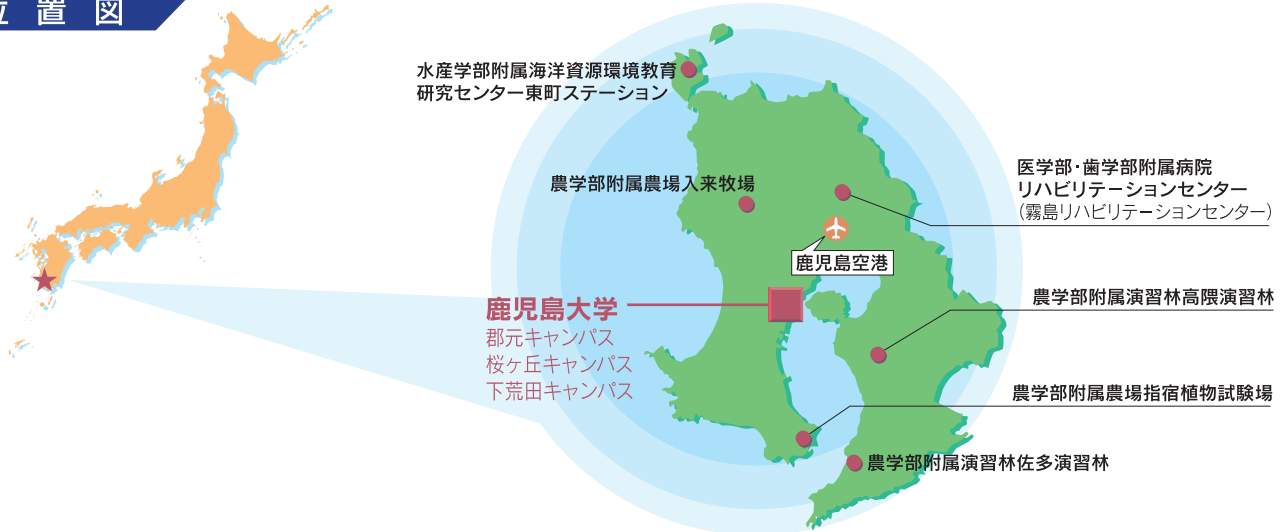 位置図
水産学部附属海洋資源環境教育
研究センター東町ステーション
農学部附属農場入来牧場
医学部・歯学部附属病院
リハビリテーションセンター
（霧島リハビリテーションセンター）
鹿児島空港
鹿児島大学
郡元キャンパス
桜ヶ丘キャンパス
下荒田キャンパス
農学部附属演習林高隈演習林
農学部附属農場指宿植物試験場
農学部附属演習林佐多演習林